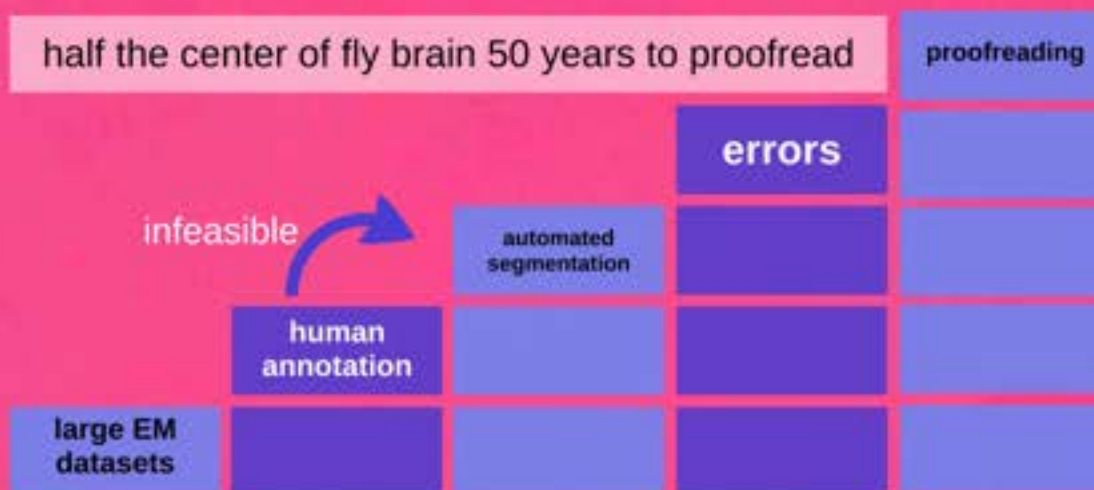 half the center of fly brain 50 years to proofread
proofreading
errors
infeasible
automated
segmentation
human
annotation
large EM
datasets